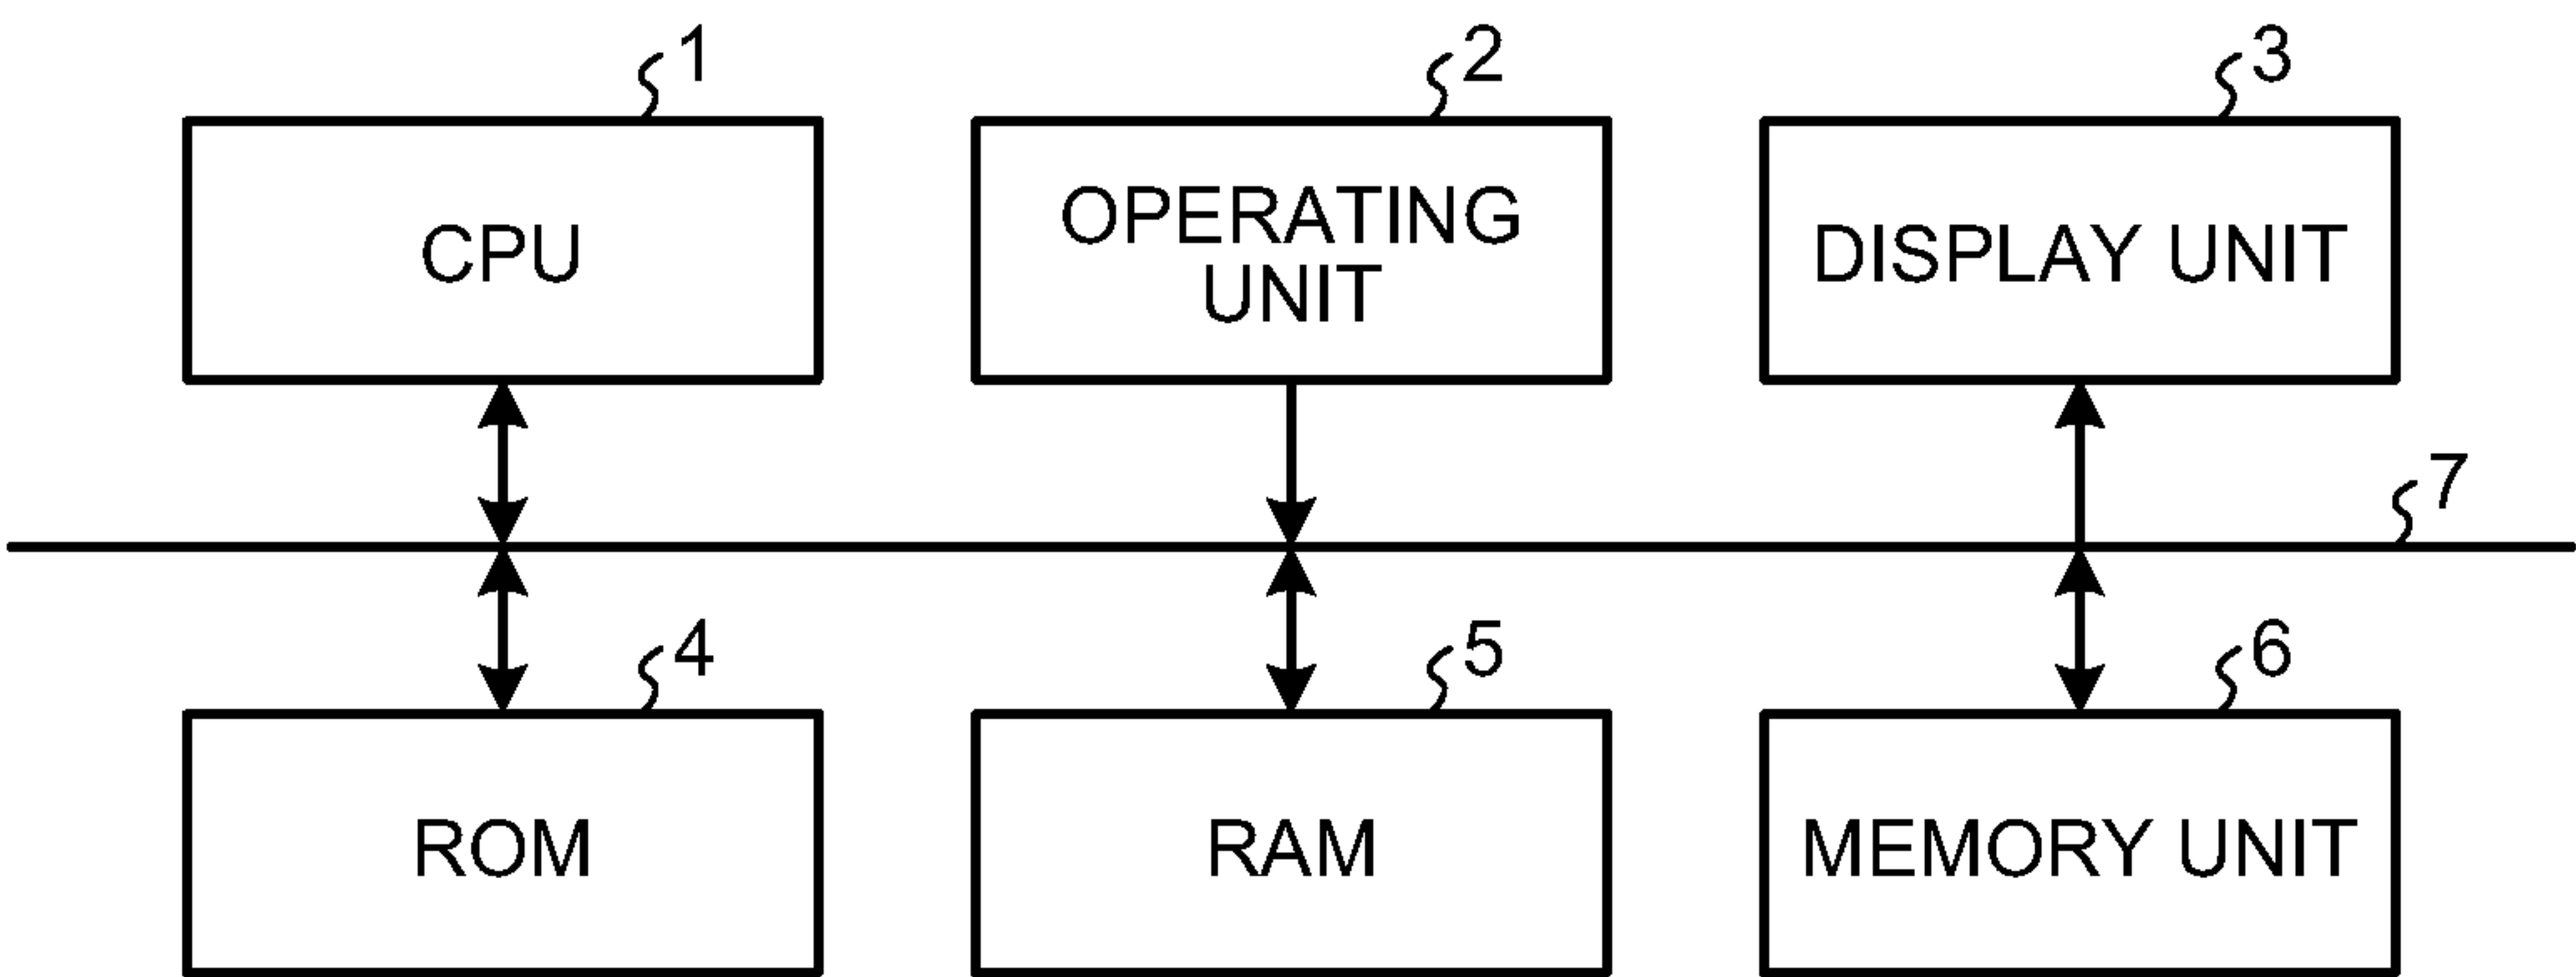 1
2
3
CPU
OPERATING
UNIT
DISPLAY UNIT
7
4
5
6
ROM
RAM
MEMORY UNIT